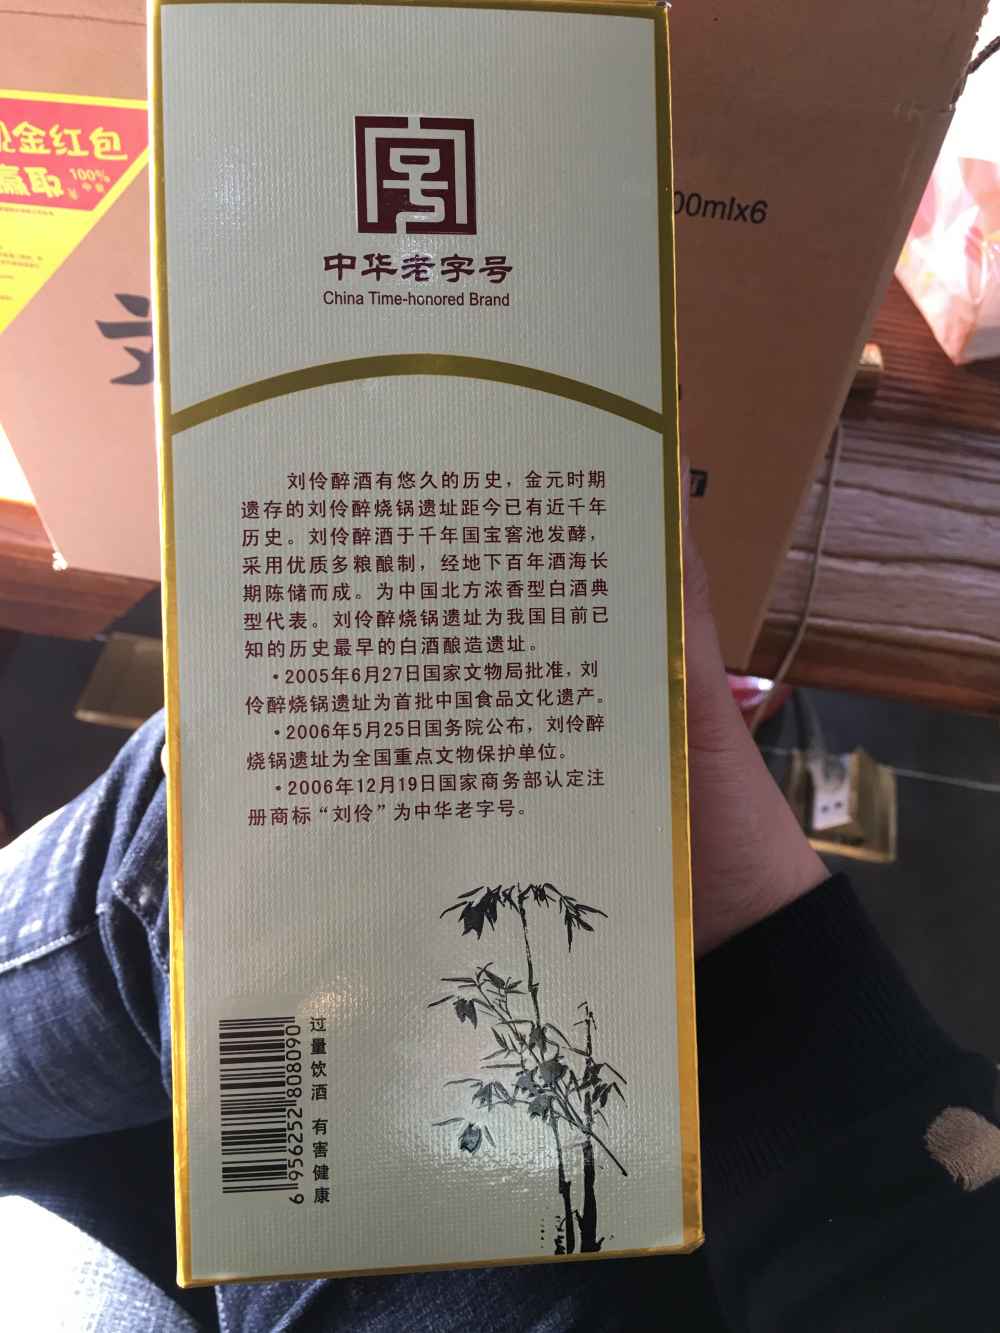 中华老字号
China Time-honored Brand
刘伶醉酒有悠久的历史，金元时期
遗存的刘伶醉烧锅遗址距今已有近千年
历史。刘伶醉酒于千年国宝窖池发酵，
采用优质多粮酿制，经地下百年酒海长
期陈储而成。为中国北方浓香型白酒典
型代表。刘伶醉烧锅遗址为我国目前已
知的历史最早的白酒酿造遗址。
•2005年6月27日国家文物局批准，刘
伶醉烧锅遗址为首批中国食品文化遗产。
•2006年5月25日国务院公布，刘伶醉
烧锅遗址为全国重点文物保护单位。
•2006年12月19日国家商务部认定注
册商标“刘伶”为中华老字号。
过量饮酒 有害健康
6956252808090
金红包
赢取
100%
中奖
00mlx6